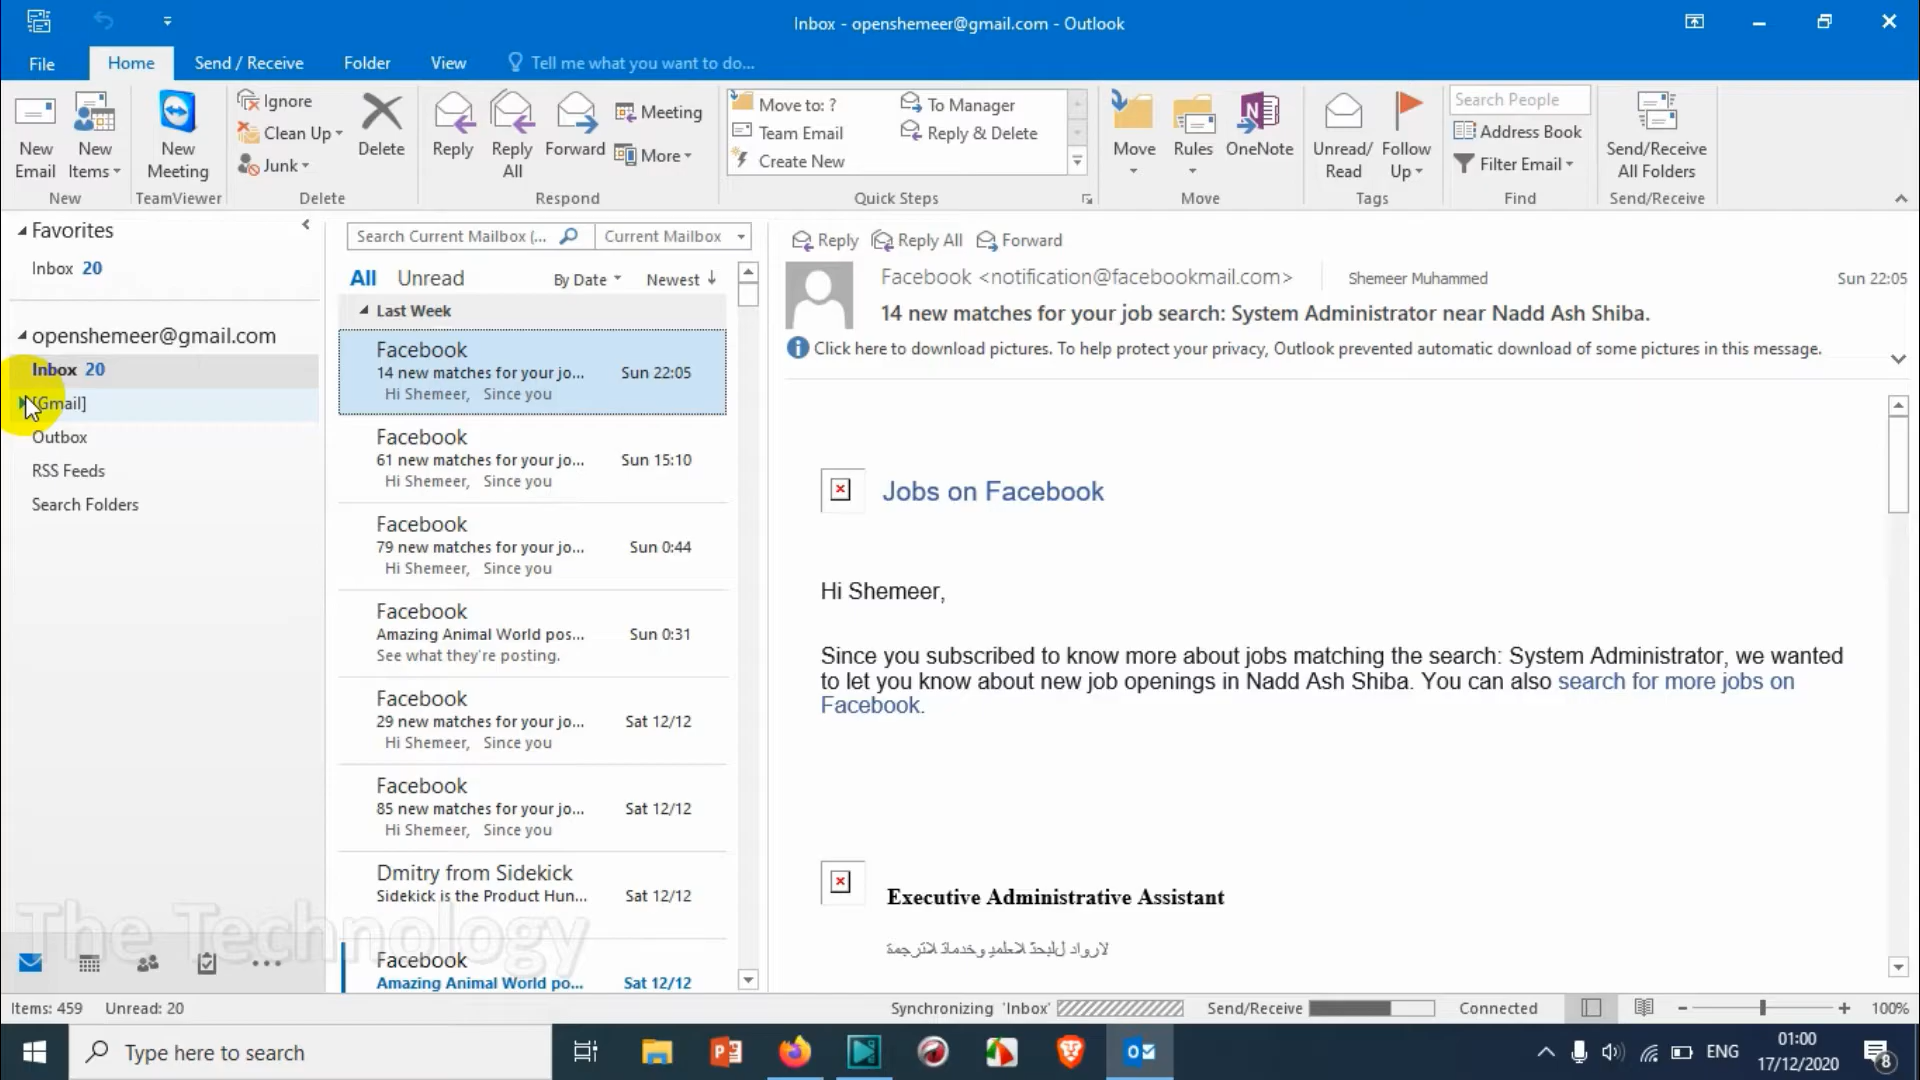 Inbox - openshemeer@gmail.com - Outlook
File
Home
Send / Receive
Folder
View
Tell me what you want to do...
New Email
New Items
New
New Meeting
TeamViewer
Ignore
Clean Up
Junk
Delete
Delete
Reply
Reply All
Forward
Meeting
More
Respond
Move to: ?
Team Email
Create New
To Manager
Reply & Delete
Quick Steps
Move
Rules
OneNote
Move
Unread/ Read
Follow Up
Tags
Search People
Address Book
Filter Email
Find
Send/Receive All Folders
Send/Receive
Favorites
Inbox 20
openshemeer@gmail.com
Inbox 20
[Gmail]
Outbox
RSS Feeds
Search Folders
Search Current Mailbox (...
Current Mailbox
All
Unread
By Date
Newest
Last Week
Facebook
14 new matches for your jo... Sun 22:05
Hi Shemeer, Since you
Facebook
61 new matches for your jo... Sun 15:10
Hi Shemeer, Since you
Facebook
79 new matches for your jo... Sun 0:44
Hi Shemeer, Since you
Facebook
Amazing Animal World pos... Sun 0:31
See what they're posting.
Facebook
29 new matches for your jo... Sat 12/12
Hi Shemeer, Since you
Facebook
85 new matches for your jo... Sat 12/12
Hi Shemeer, Since you
Dmitry from Sidekick
Sidekick is the Product Hun... Sat 12/12
Facebook
Amazing Animal World po... Sat 12/12
Reply
Reply All
Forward
Facebook <notification@facebookmail.com>
Shemeer Muhammed
Sun 22:05
14 new matches for your job search: System Administrator near Nadd Ash Shiba.
Click here to download pictures. To help protect your privacy, Outlook prevented automatic download of some pictures in this message.
Jobs on Facebook
Hi Shemeer,
Since you subscribed to know more about jobs matching the search: System Administrator, we wanted
to let you know about new job openings in Nadd Ash Shiba. You can also search for more jobs on
Facebook.
Executive Administrative Assistant
The Technology
Items: 459
Unread: 20
Synchronizing 'Inbox'
Send/Receive
Connected
100%
Type here to search
ENG
01:00
17/12/2020
8